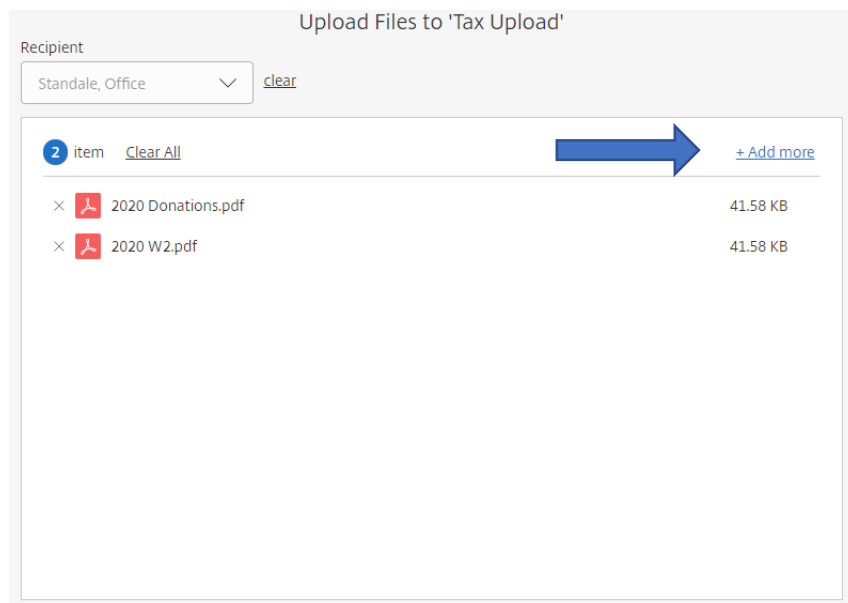 Upload Files to 'Tax Upload'
Recipient
Standale, Office clear
2 item Clear All + Add more
2020 Donations.pdf 41.58 KB
2020 W2.pdf 41.58 KB